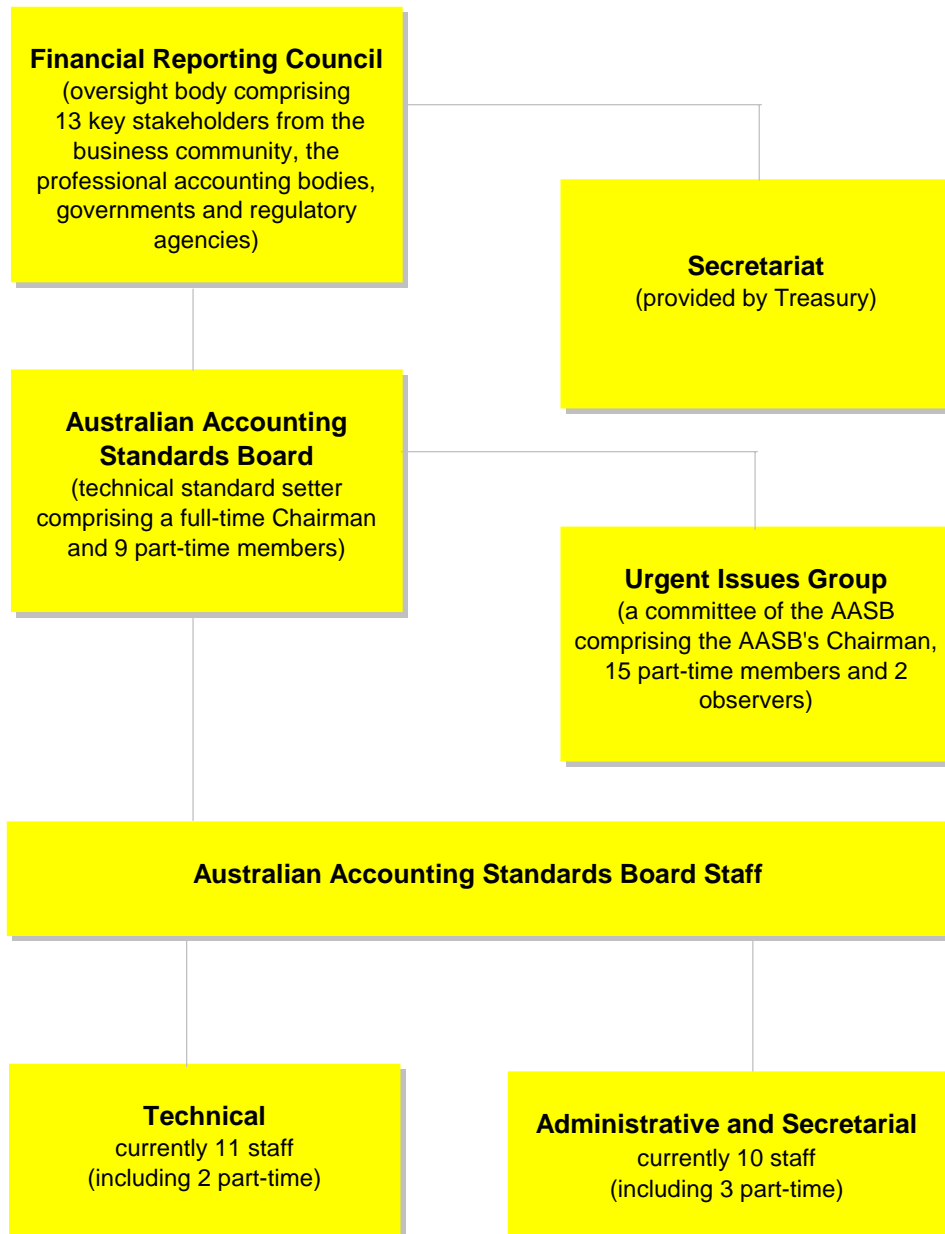 Financial Reporting Council
(oversight body comprising
13 key stakeholders from the
business community, the
professional accounting bodies,
governments and regulatory
agencies)
Secretariat
(provided by Treasury)
Australian Accounting
Standards Board
(technical standard setter
comprising a full-time Chairman
and 9 part-time members)
Urgent Issues Group
(a committee of the AASB
comprising the AASB's Chairman,
15 part-time members and 2
observers)
Australian Accounting Standards Board Staff
Technical
currently 11 staff
(including 2 part-time)
Administrative and Secretarial
currently 10 staff
(including 3 part-time)